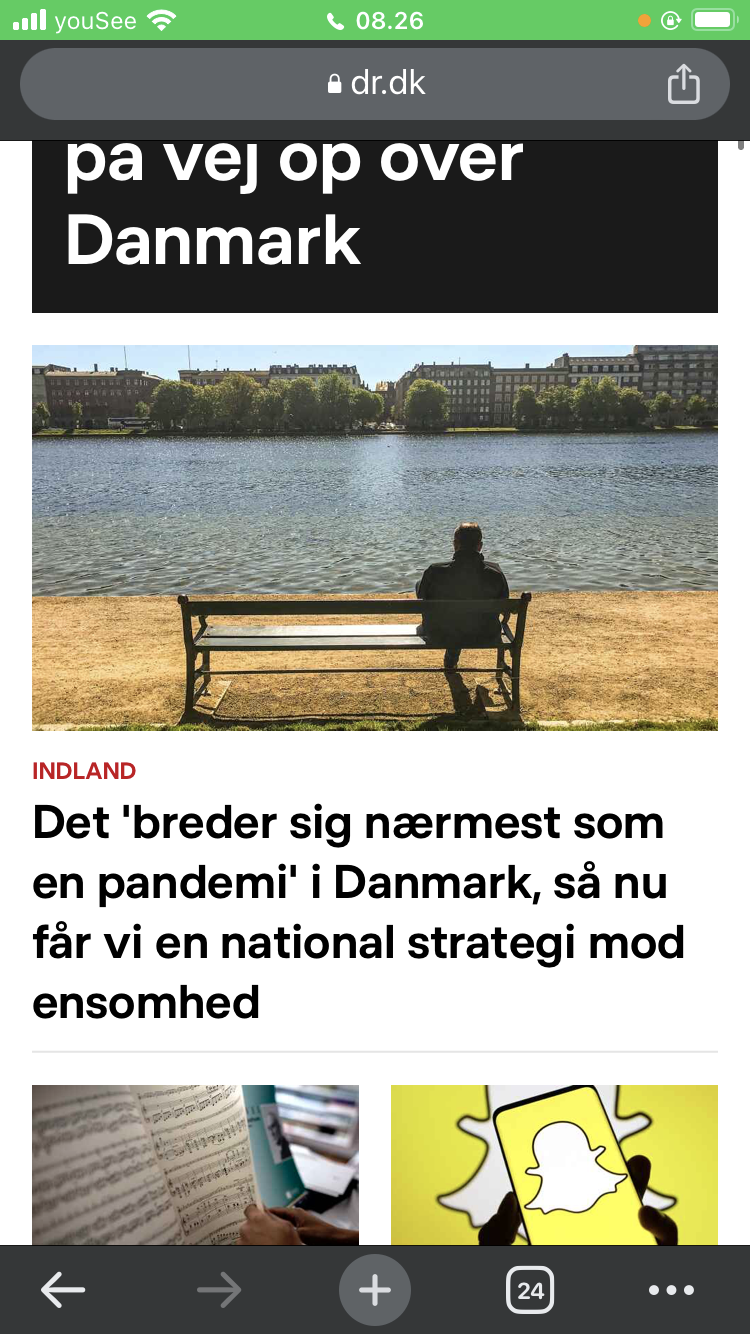 youSee 08.26
dr.dk
på vej op over
Danmark
INDLAND
Det 'breder sig nærmest som
en pandemi' i Danmark, så nu
får vi en national strategi mod
ensomhed
24